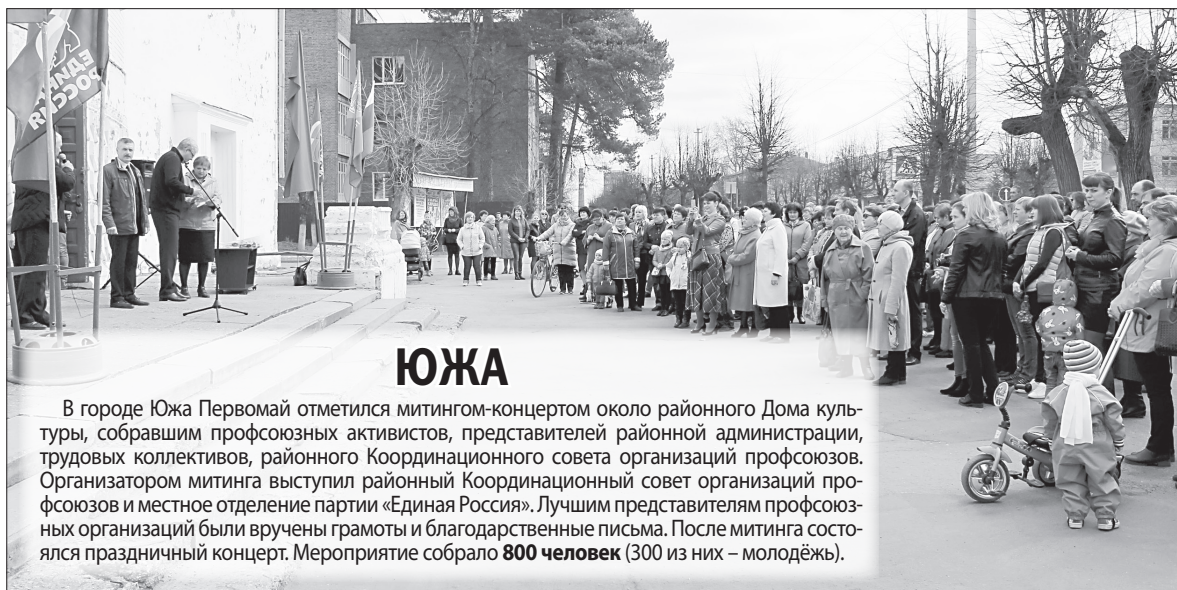 ЕДИНАЯ
РОССИЯ
ЮЖА
В городе Южа Первомай отметился митингом-концертом около районного Дома куль-
туры, собравшим профсоюзных активистов, представителей районной администрации,
трудовых коллективов, районного Координационного совета организаций профсоюзов.
Организатором митинга выступил районный Координационный совет организаций про-
фсоюзов и местное отделение партии «Единая Россия». Лучшим представителям профсоюз-
ных организаций были вручены грамоты и благодарственные письма. После митинга состо-
ялся праздничный концерт. Мероприятие собрало 800 человек (300 из них – молодёжь).